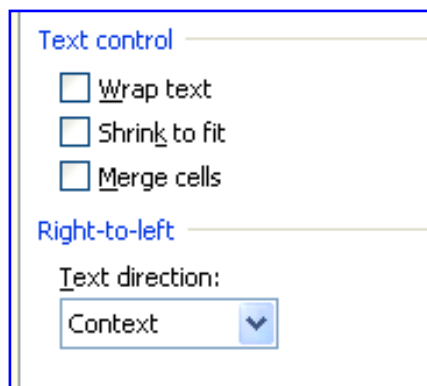 Text control
Wrap text
Shrink to fit
Merge cells
Right-to-left
Text direction:
Context